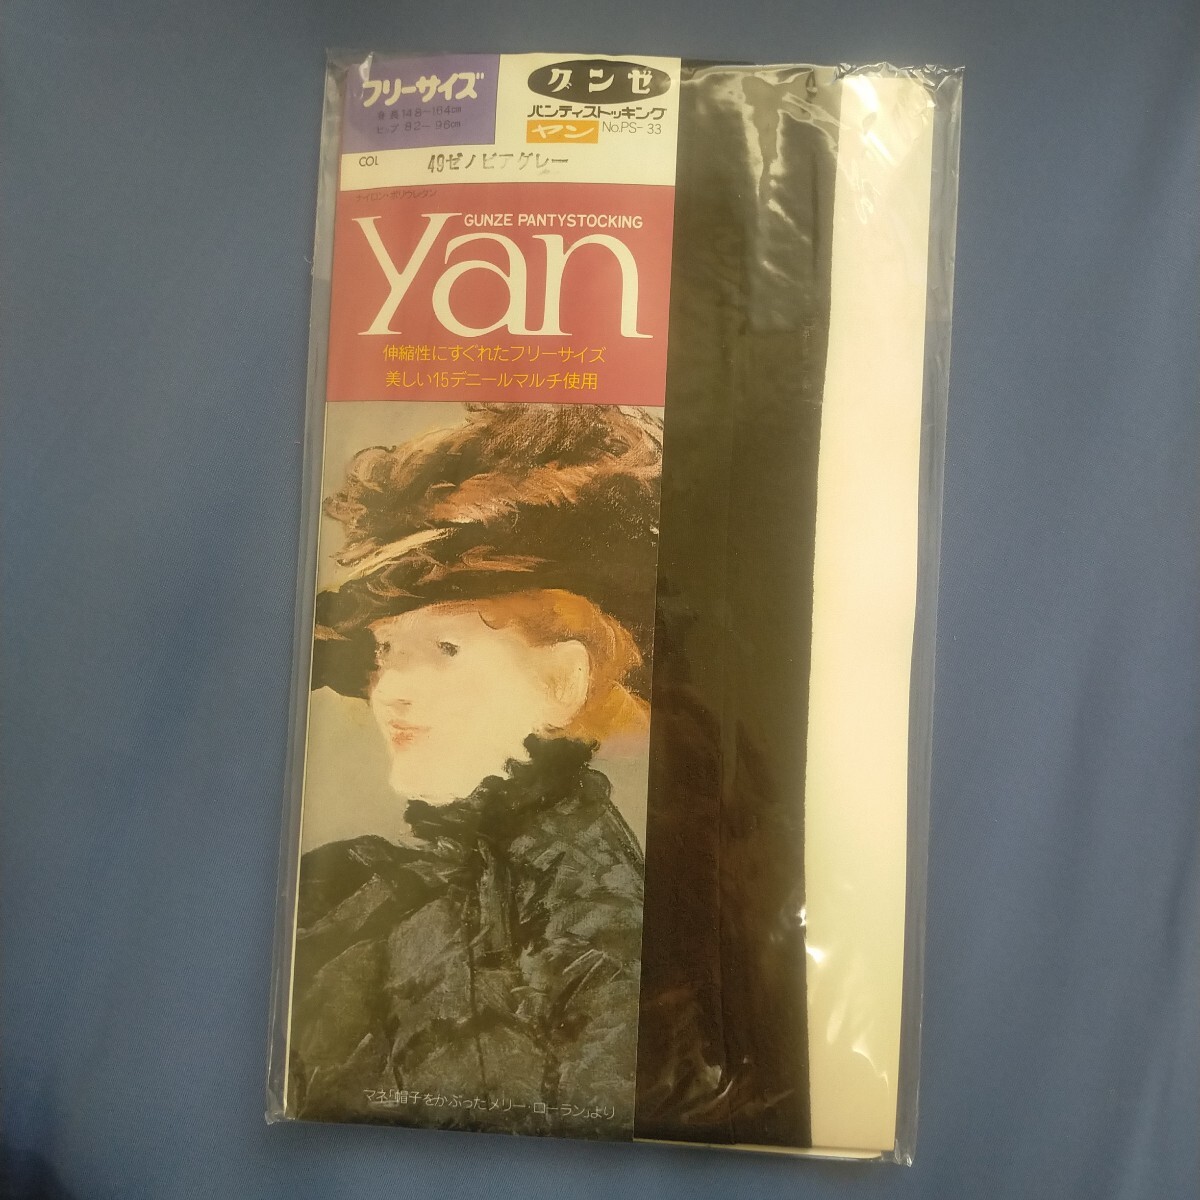 フリーサイズ
身長148〜164cm
ヒップ82〜96cm
グンゼ
パンティストッキング
ヤン No.PS-33
COL 49ゼノビアグレー
ナイロン・ポリウレタン
GUNZE PANTYSTOCKING
Yan
伸縮性にすぐれたフリーサイズ
美しい15デニールマルチ使用
マネ「帽子をかぶったメリー・ローラン」より